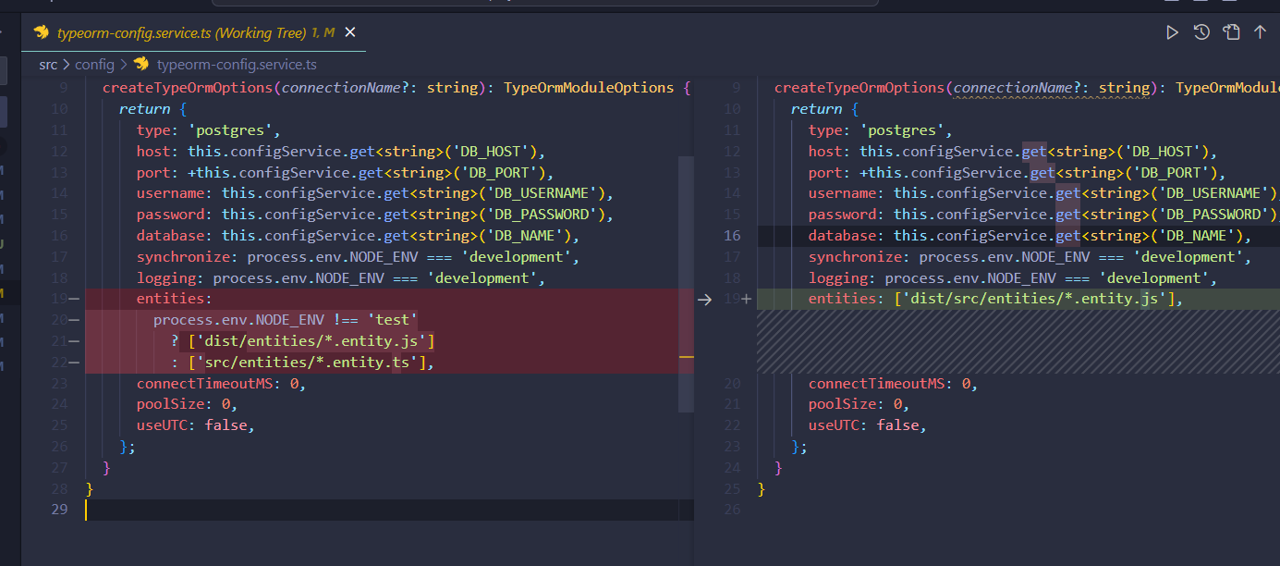 typeorm-config.service.ts (Working Tree) 1, M
src > config > typeorm-config.service.ts
9 createTypeOrmOptions(connectionName?: string): TypeOrmModuleOptions {
10 return {
11 type: 'postgres',
12 host: this.configService.get<string>('DB_HOST'),
13 port: +this.configService.get<string>('DB_PORT'),
14 username: this.configService.get<string>('DB_USERNAME'),
15 password: this.configService.get<string>('DB_PASSWORD'),
16 database: this.configService.get<string>('DB_NAME'),
17 synchronize: process.env.NODE_ENV === 'development',
18 logging: process.env.NODE_ENV === 'development',
19− entities:
20− process.env.NODE_ENV !== 'test'
21− ? ['dist/entities/*.entity.js']
22− : ['src/entities/*.entity.ts'],
23 connectTimeoutMS: 0,
24 poolSize: 0,
25 useUTC: false,
26 };
27 }
28 }
29
9 createTypeOrmOptions(connectionName?: string): TypeOrmModul
10 return {
11 type: 'postgres',
12 host: this.configService.get<string>('DB_HOST'),
13 port: +this.configService.get<string>('DB_PORT'),
14 username: this.configService.get<string>('DB_USERNAME')
15 password: this.configService.get<string>('DB_PASSWORD')
16 database: this.configService.get<string>('DB_NAME'),
17 synchronize: process.env.NODE_ENV === 'development',
18 logging: process.env.NODE_ENV === 'development',
19+ entities: ['dist/src/entities/*.entity.js'],
20 connectTimeoutMS: 0,
21 poolSize: 0,
22 useUTC: false,
23 };
24 }
25 }
26